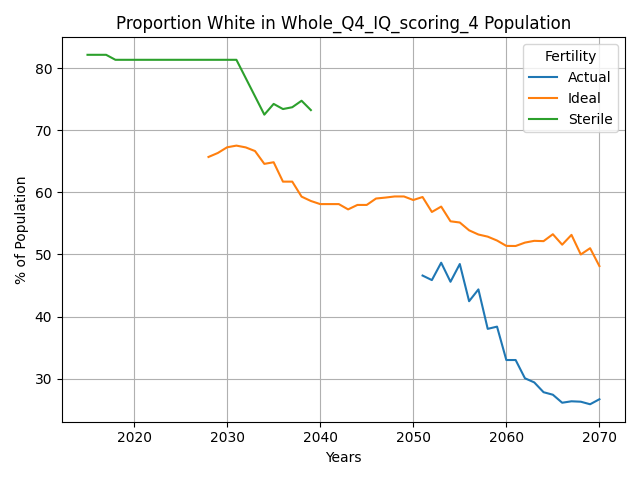 Proportion White in Whole_Q4_IQ_scoring_4 Population
Fertility
Actual
Ideal
Sterile
% of Population
80
70
60
50
40
30
2020 2030 2040 2050 2060 2070
Years